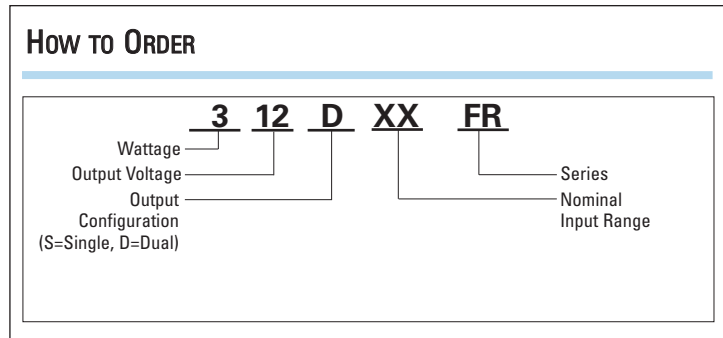 HOW TO ORDER
3 12 D XX FR
Wattage
Output Voltage
Output
Configuration
(S=Single, D=Dual)
Series
Nominal
Input Range